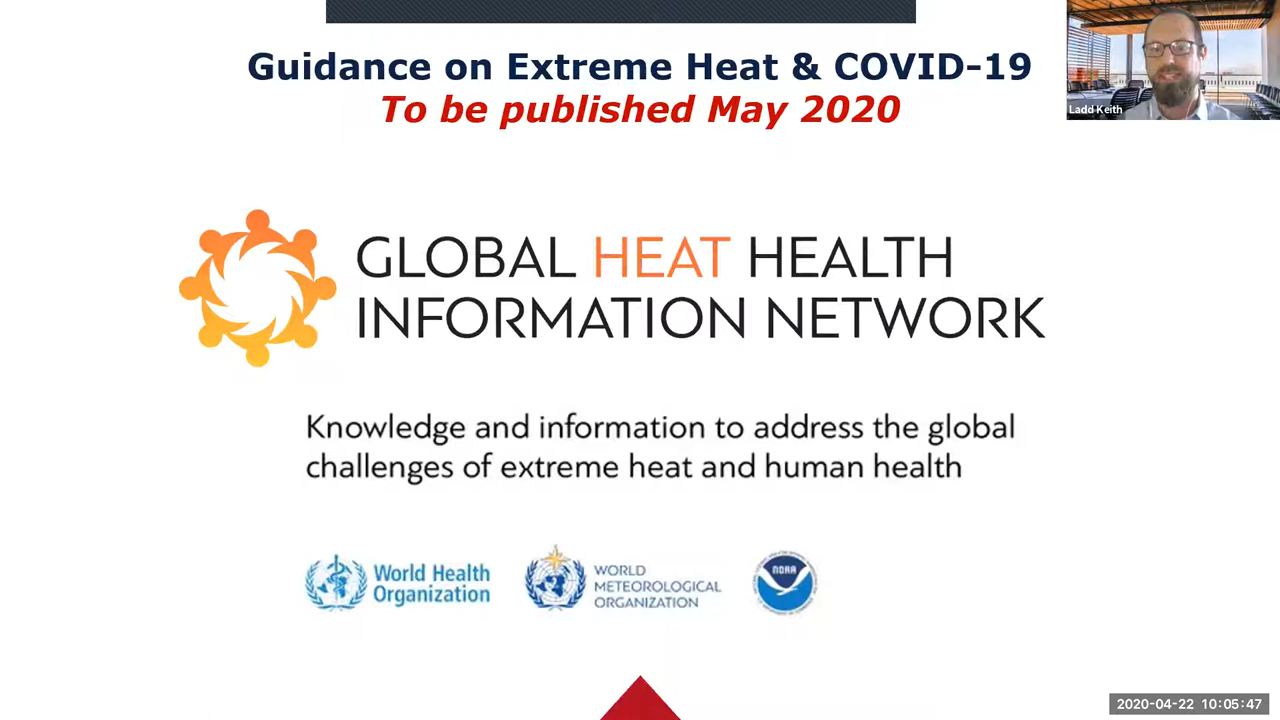 Guidance on Extreme Heat & COVID-19
To be published May 2020
Ladd Keith
GLOBAL HEAT HEALTH
INFORMATION NETWORK
Knowledge and information to address the global
challenges of extreme heat and human health
World Health
Organization
WORLD
METEOROLOGICAL
ORGANIZATION
NOAA
2020-04-22 10:05:47